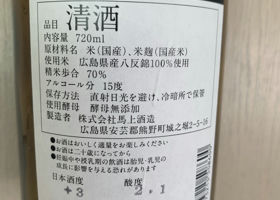 品目 清酒
内容量 720ml
原材料名 米(国産)、米麹(国産米)
使用米 広島県産八反錦100%使用
精米歩合 70%
アルコール分 15度
保存方法 直射日光を避け、冷暗所で保管
使用酵母 酵母無添加
製造者 株式会社馬上酒造
広島県安芸郡熊野町城之堀2-5-16
●お酒はおいしく適量をお楽しみください
●お酒は二十歳になってから
●妊娠中や授乳期の飲酒は胎児・乳児の
成長に影響を与える恐れがあります
日本酒度 酸度
+3 2.1